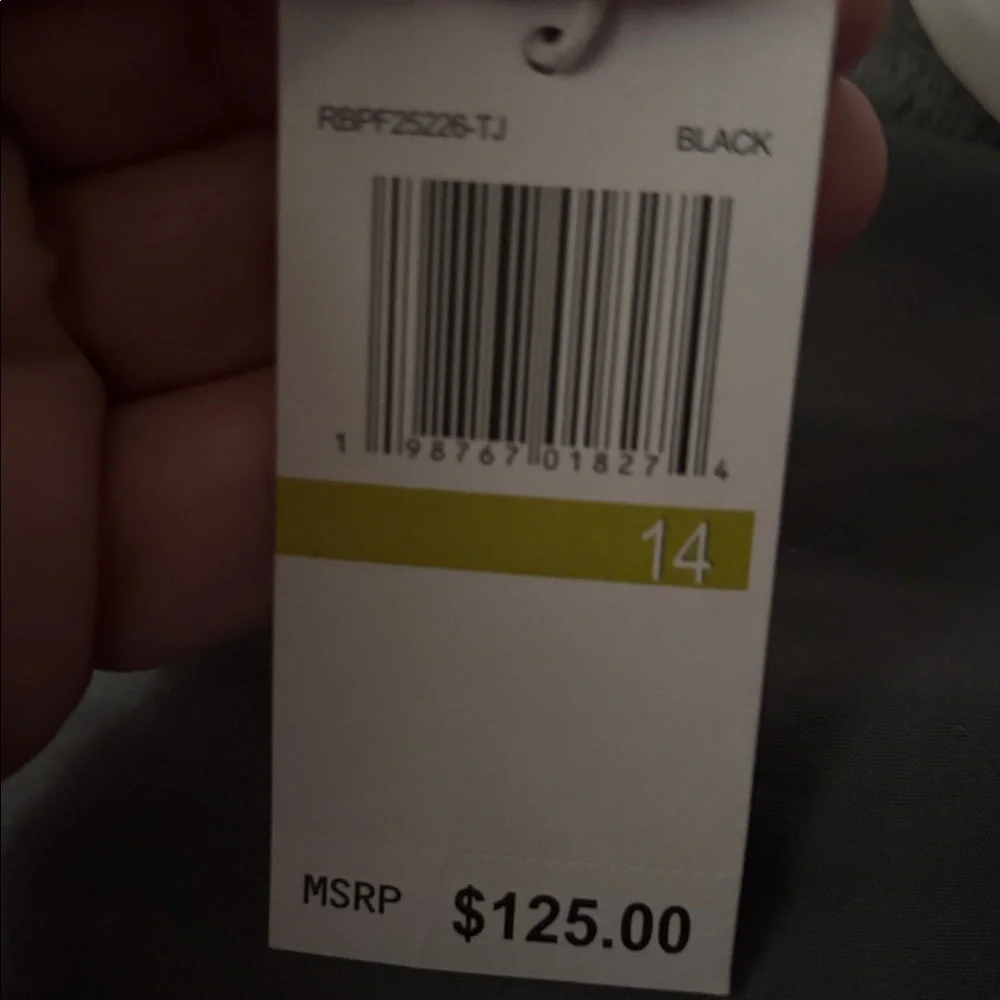 RBPF25226-TJ BLACK
1 98767 01827 4
14
MSRP $125.00